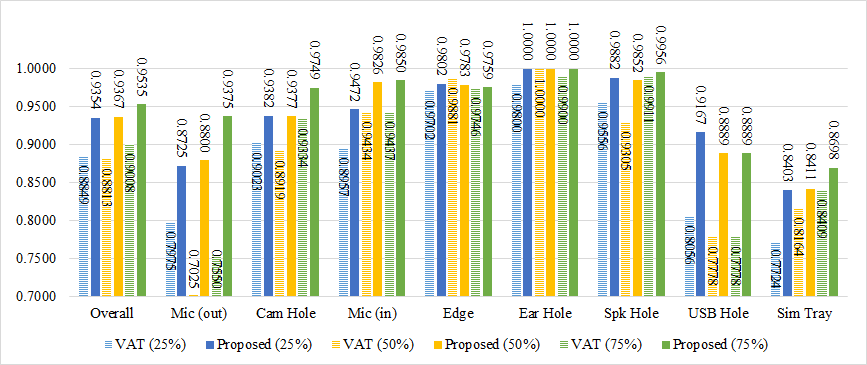 1.0000
0.9500
0.9000
0.8500
0.8000
0.7500
0.7000
0.8849 0.9354 0.8813 0.9367 0.9008 0.9535
0.7975 0.8725 0.7025 0.8800 0.7550 0.9375
0.9023 0.9382 0.8919 0.9377 0.9334 0.9749
0.8957 0.9472 0.9434 0.9826 0.9437 0.9850
0.9702 0.9802 0.9881 0.9783 0.9746 0.9759
0.9800 1.0000 1.0000 1.0000 0.9900 1.0000
0.9556 0.9882 0.9305 0.9852 0.9911 0.9956
0.8056 0.9167 0.7778 0.8889 0.7778 0.8889
0.7724 0.8403 0.8164 0.8411 0.8409 0.8698
Overall Mic (out) Cam Hole Mic (in) Edge Ear Hole Spk Hole USB Hole Sim Tray
VAT (25%) Proposed (25%) VAT (50%) Proposed (50%) VAT (75%) Proposed (75%)